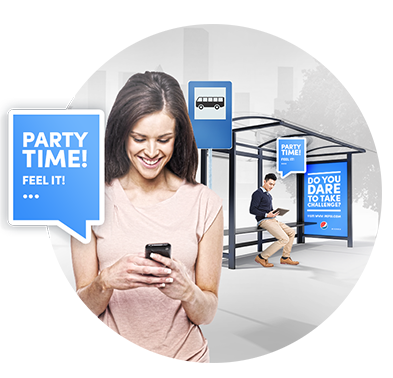 PARTY
TIME!
FEEL IT!
PARTY
TIME!
FEEL IT!
DO YOU
DARE
TO TAKE
CHALLENGE?